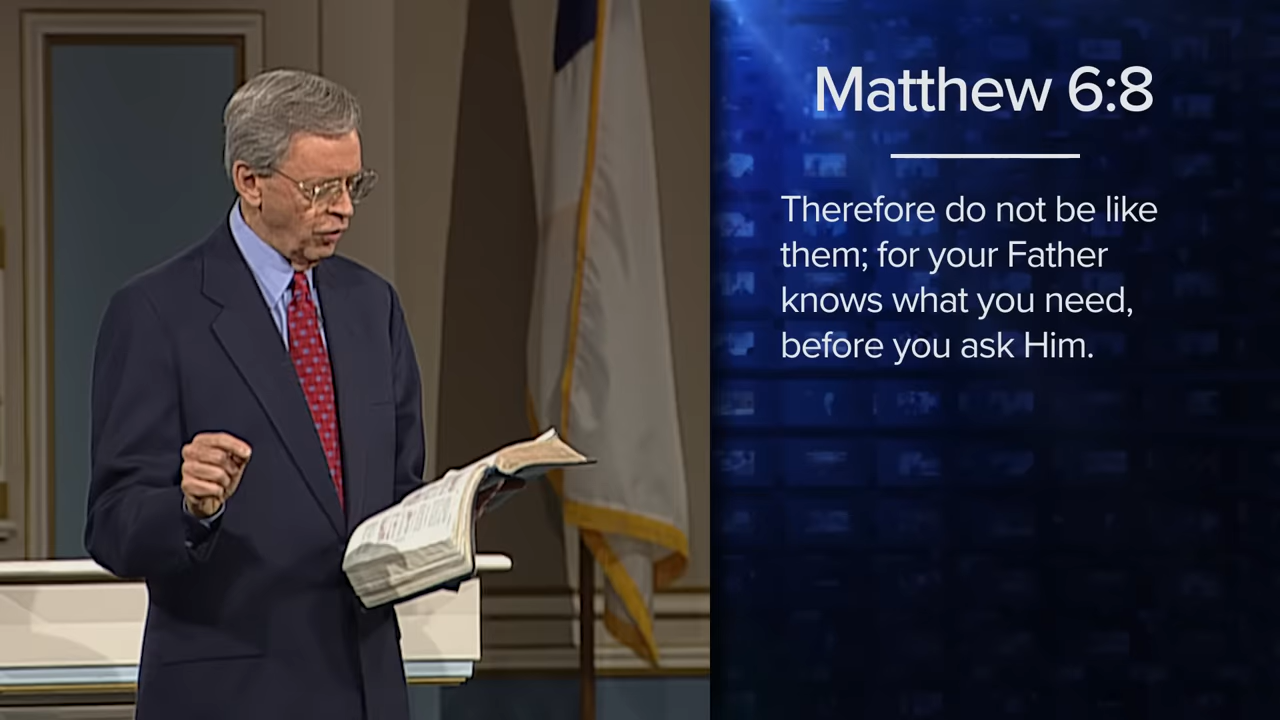 Matthew 6:8
Therefore do not be like
them; for your Father
knows what you need,
before you ask Him.